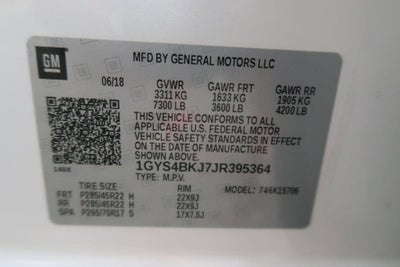 GM
MFD BY GENERAL MOTORS LLC
06/18 GVWR GAWR FRT GAWR RR
3311 KG 1633 KG 1905 KG
7300 LB 3600 LB 4200 LB
THIS VEHICLE CONFORMS TO ALL
APPLICABLE U.S. FEDERAL MOTOR
VEHICLE SAFETY STANDARDS IN
EFFECT ON THE DATE OF
MANUFACTURE SHOWN ABOVE.
1GYS4BKJ7JR395364
TYPE: M.P.V.
TIRE SIZE RIM MODEL: 746K15706
FRT P285/45R22 H 22X9J
RR P285/45R22 H 22X9J
SPA P265/70R17 S 17X7.5J